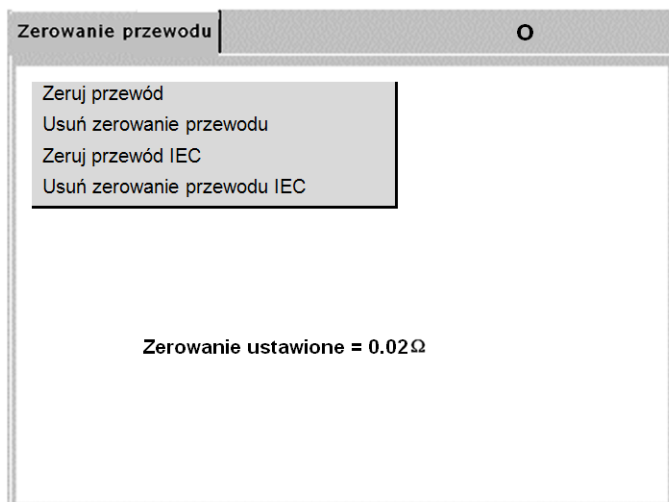 Zerowanie przewodu O
Zeruj przewód
Usuń zerowanie przewodu
Zeruj przewód IEC
Usuń zerowanie przewodu IEC
Zerowanie ustawione = 0.02Ω